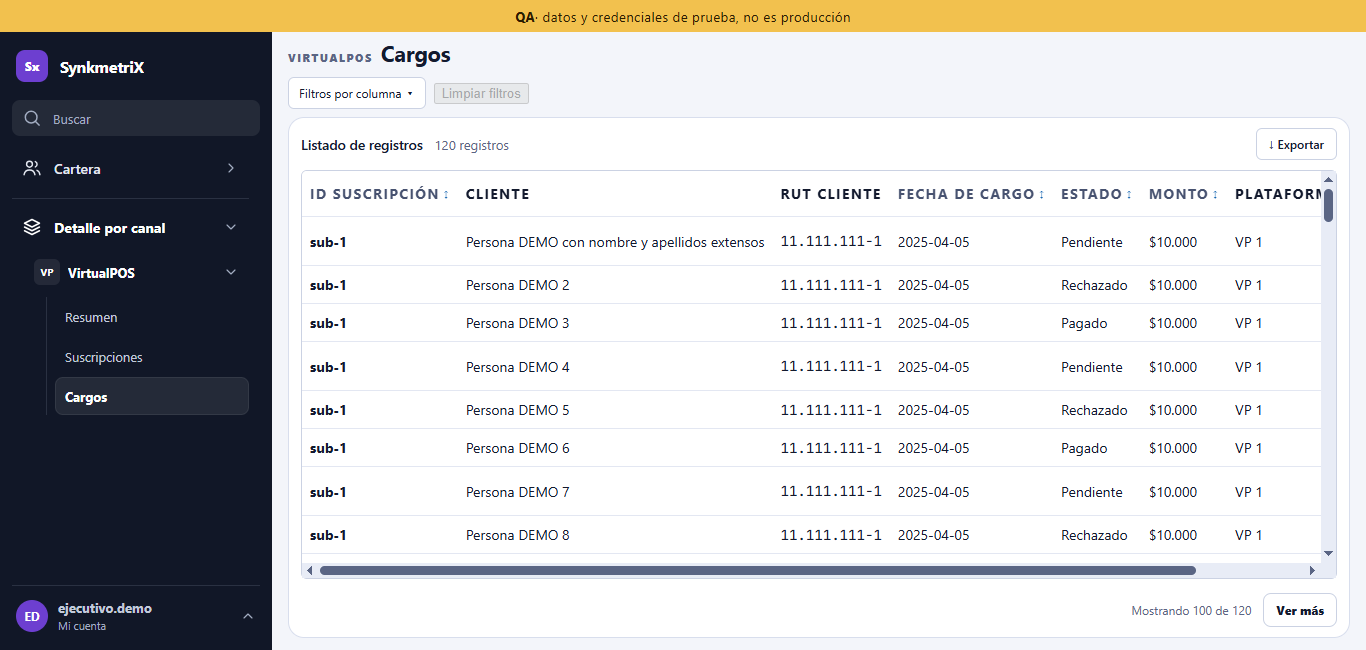 QA· datos y credenciales de prueba, no es producción
Sx SynkmetriX
Buscar
Cartera
Detalle por canal
VP VirtualPOS
Resumen
Suscripciones
Cargos
ED ejecutivo.demo
Mi cuenta
VIRTUALPOS Cargos
Filtros por columna ▾ Limpiar filtros
Listado de registros 120 registros ↓ Exportar
ID SUSCRIPCIÓN ↕ CLIENTE RUT CLIENTE FECHA DE CARGO ↕ ESTADO ↕ MONTO ↕ PLATAFORM
sub-1 Persona DEMO con nombre y apellidos extensos 11.111.111-1 2025-04-05 Pendiente $10.000 VP 1
sub-1 Persona DEMO 2 11.111.111-1 2025-04-05 Rechazado $10.000 VP 1
sub-1 Persona DEMO 3 11.111.111-1 2025-04-05 Pagado $10.000 VP 1
sub-1 Persona DEMO 4 11.111.111-1 2025-04-05 Pendiente $10.000 VP 1
sub-1 Persona DEMO 5 11.111.111-1 2025-04-05 Rechazado $10.000 VP 1
sub-1 Persona DEMO 6 11.111.111-1 2025-04-05 Pagado $10.000 VP 1
sub-1 Persona DEMO 7 11.111.111-1 2025-04-05 Pendiente $10.000 VP 1
sub-1 Persona DEMO 8 11.111.111-1 2025-04-05 Rechazado $10.000 VP 1
Mostrando 100 de 120 Ver más